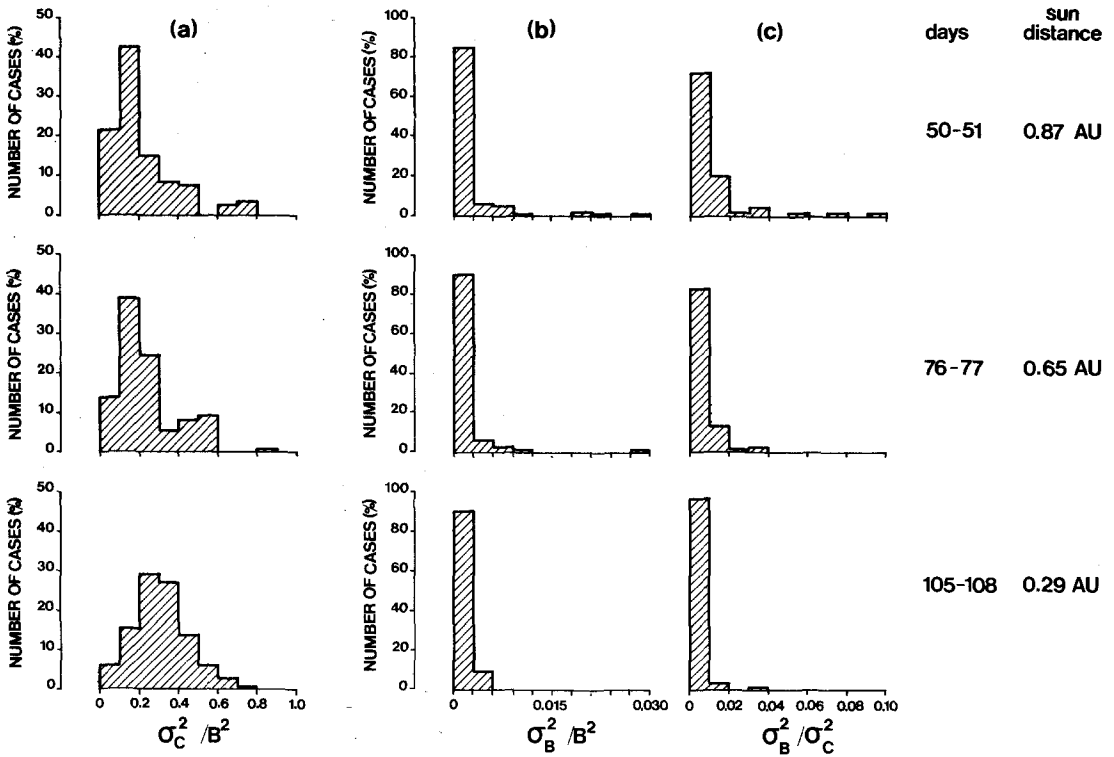 (a)
(b)
(c)
days
sun
distance
NUMBER OF CASES (%)
50
40
30
20
10
0
NUMBER OF CASES (%)
100
80
60
40
20
0
50-51
0.87 AU
NUMBER OF CASES (%)
50
40
30
20
10
0
NUMBER OF CASES (%)
100
80
60
40
20
0
76-77
0.65 AU
NUMBER OF CASES (%)
50
40
30
20
10
0
NUMBER OF CASES (%)
100
80
60
40
20
0
105-108
0.29 AU
0 0.2 0.4 0.6 0.8 1.0
σ_C^2 /B^2
0 0.015 0.030
σ_B^2 /B^2
0 0.02 0.04 0.06 0.08 0.10
σ_B^2 /σ_C^2